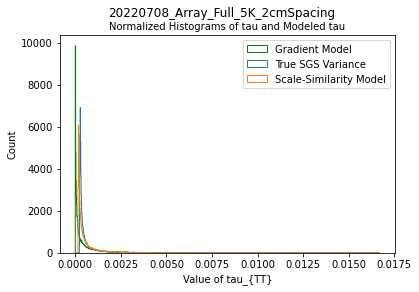 20220708_Array_Full_5K_2cmSpacing
Normalized Histograms of tau and Modeled tau
Gradient Model
True SGS Variance
Scale-Similarity Model
Count
10000
8000
6000
4000
2000
0
0.0000 0.0025 0.0050 0.0075 0.0100 0.0125 0.0150 0.0175
Value of tau_{TT}